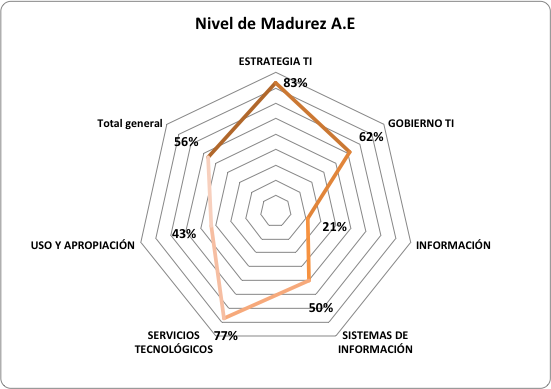 Nivel de Madurez A.E
ESTRATEGIA TI
83%
GOBIERNO TI
62%
INFORMACIÓN
21%
SISTEMAS DE
INFORMACIÓN
50%
SERVICIOS
TECNOLÓGICOS
77%
USO Y APROPIACIÓN
43%
Total general
56%